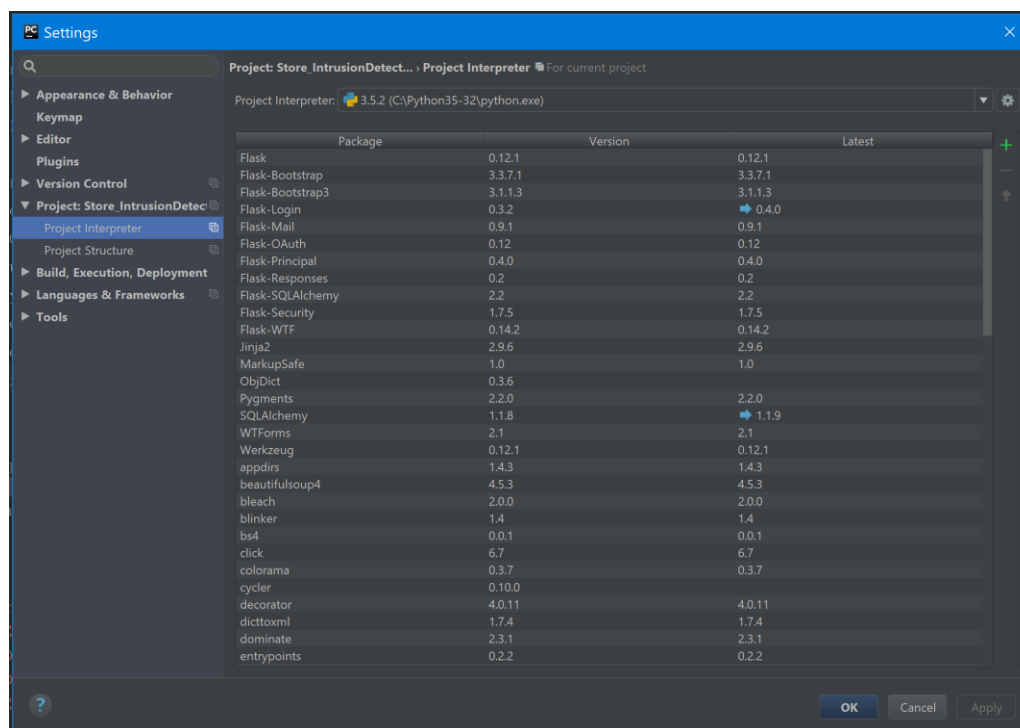 PC Settings
Project: Store_IntrusionDetect... › Project Interpreter For current project
Appearance & Behavior
Keymap
Editor
Plugins
Version Control
Project: Store_IntrusionDetec
Project Interpreter
Project Structure
Build, Execution, Deployment
Languages & Frameworks
Tools
Project Interpreter: 3.5.2 (C:\Python35-32\python.exe)
Package Version Latest
Flask 0.12.1 0.12.1
Flask-Bootstrap 3.3.7.1 3.3.7.1
Flask-Bootstrap3 3.1.1.3 3.1.1.3
Flask-Login 0.3.2 0.4.0
Flask-Mail 0.9.1 0.9.1
Flask-OAuth 0.12 0.12
Flask-Principal 0.4.0 0.4.0
Flask-Responses 0.2 0.2
Flask-SQLAlchemy 2.2 2.2
Flask-Security 1.7.5 1.7.5
Flask-WTF 0.14.2 0.14.2
Jinja2 2.9.6 2.9.6
MarkupSafe 1.0 1.0
ObjDict 0.3.6
Pygments 2.2.0 2.2.0
SQLAlchemy 1.1.8 1.1.9
WTForms 2.1 2.1
Werkzeug 0.12.1 0.12.1
appdirs 1.4.3 1.4.3
beautifulsoup4 4.5.3 4.5.3
bleach 2.0.0 2.0.0
blinker 1.4 1.4
bs4 0.0.1 0.0.1
click 6.7 6.7
colorama 0.3.7 0.3.7
cycler 0.10.0
decorator 4.0.11 4.0.11
dicttoxml 1.7.4 1.7.4
dominate 2.3.1 2.3.1
entrypoints 0.2.2 0.2.2
?
OK Cancel Apply